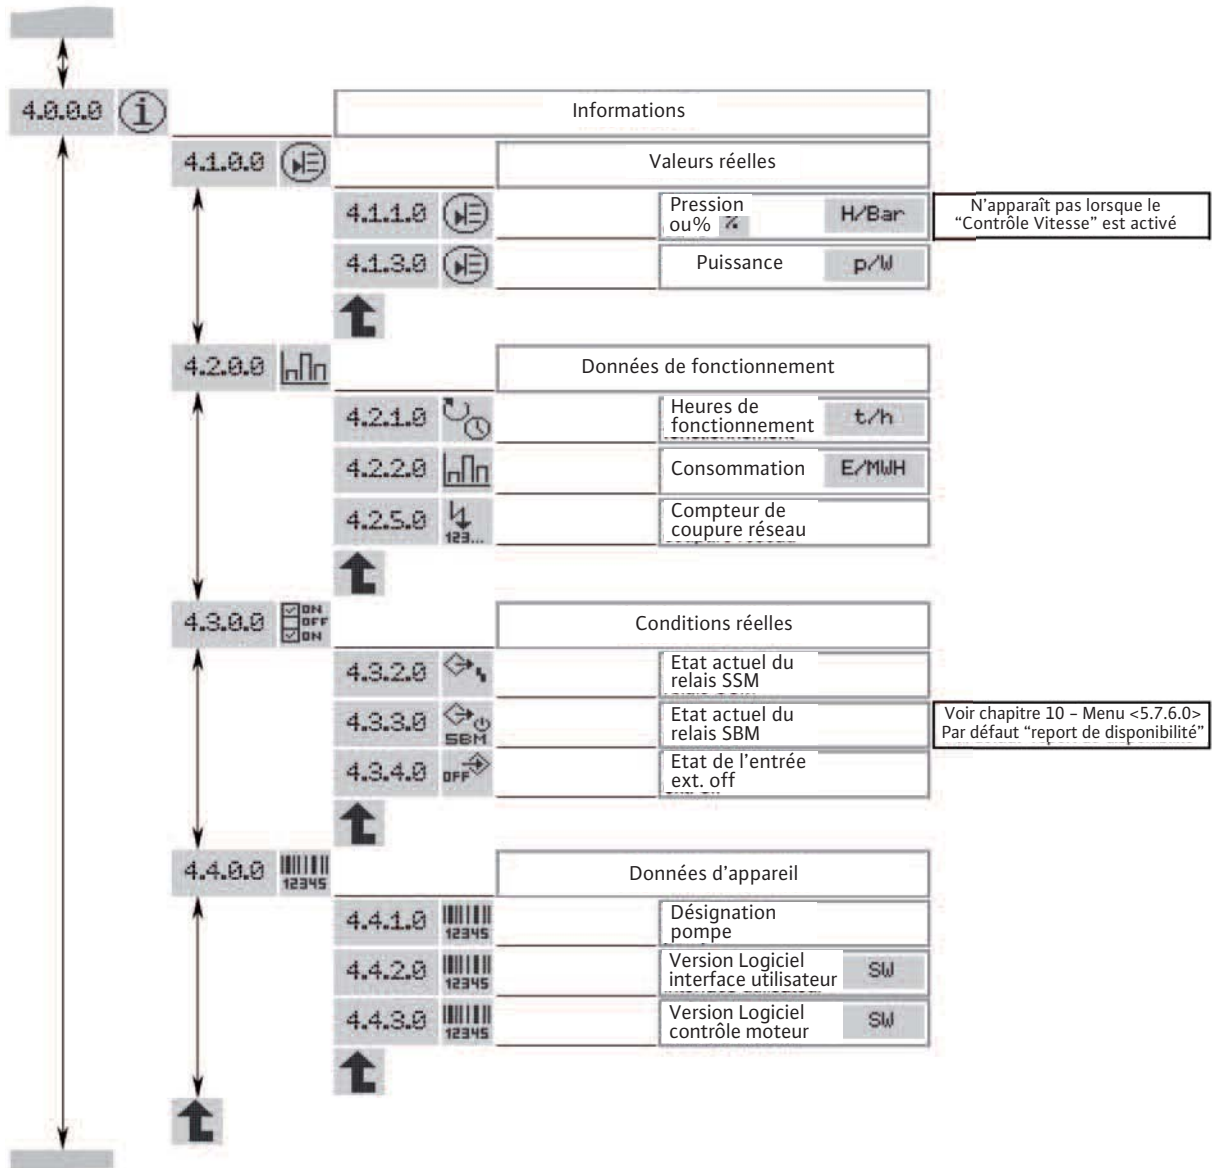 4.0.0.0 i Informations
4.1.0.0 Valeurs réelles
4.1.1.0 Pression H/Bar
ou% %
N'apparaît pas lorsque le
“Contrôle Vitesse” est activé
4.1.3.0 Puissance p/W
4.2.0.0 Données de fonctionnement
4.2.1.0 Heures de
fonctionnement t/h
4.2.2.0 Consommation E/MWH
4.2.5.0 123... Compteur de
coupure réseau
4.3.0.0 ON
OFF
ON
Conditions réelles
4.3.2.0 Etat actuel du
relais SSM
4.3.3.0 SBM Etat actuel du
relais SBM
Voir chapitre 10 – Menu <5.7.6.0>
Par défaut “report de disponibilité”
4.3.4.0 OFF Etat de l'entrée
ext. off
4.4.0.0 12345 Données d'appareil
4.4.1.0 12345 Désignation
pompe
4.4.2.0 12345 Version Logiciel
interface utilisateur SW
4.4.3.0 12345 Version Logiciel
contrôle moteur SW